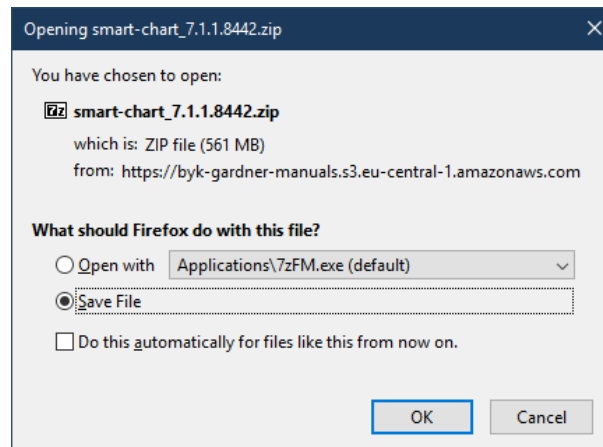 Opening smart-chart_7.1.1.8442.zip
You have chosen to open:
7z smart-chart_7.1.1.8442.zip
which is: ZIP file (561 MB)
from: https://byk-gardner-manuals.s3.eu-central-1.amazonaws.com
What should Firefox do with this file?
Open with Applications\7zFM.exe (default)
Save File
Do this automatically for files like this from now on.
OK Cancel